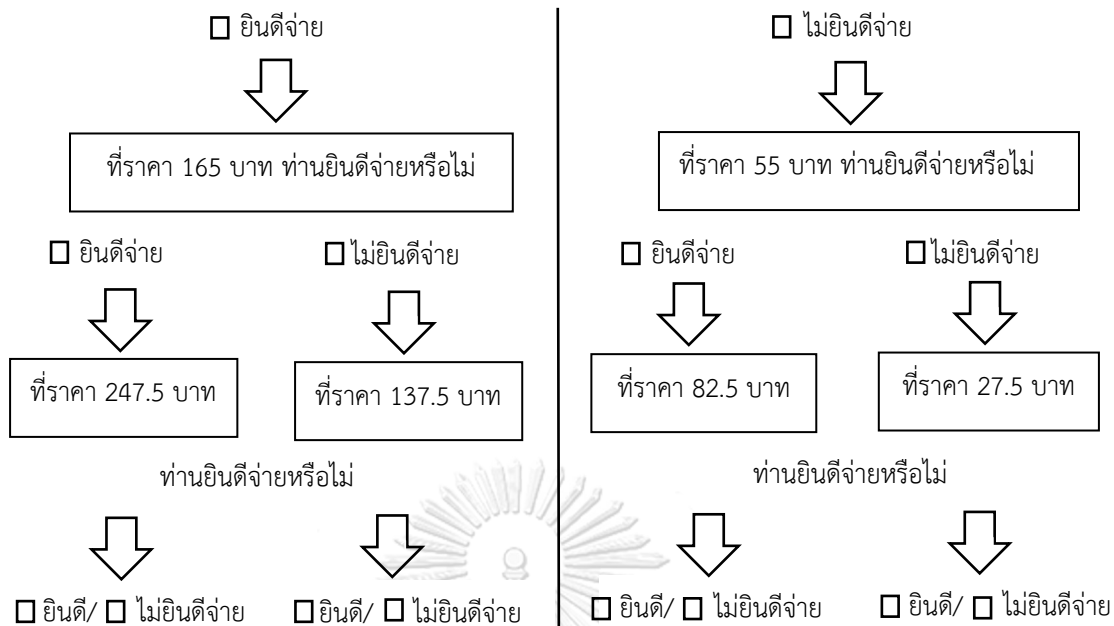 ☐ ยินดีจ่าย
☐ ไม่ยินดีจ่าย
ที่ราคา 165 บาท ท่านยินดีจ่ายหรือไม่
ที่ราคา 55 บาท ท่านยินดีจ่ายหรือไม่
☐ ยินดีจ่าย
☐ ไม่ยินดีจ่าย
☐ ยินดีจ่าย
☐ ไม่ยินดีจ่าย
ที่ราคา 247.5 บาท
ที่ราคา 137.5 บาท
ที่ราคา 82.5 บาท
ที่ราคา 27.5 บาท
ท่านยินดีจ่ายหรือไม่
ท่านยินดีจ่ายหรือไม่
☐ ยินดี/ ☐ ไม่ยินดีจ่าย
☐ ยินดี/ ☐ ไม่ยินดีจ่าย
☐ ยินดี/ ☐ ไม่ยินดีจ่าย
☐ ยินดี/ ☐ ไม่ยินดีจ่าย